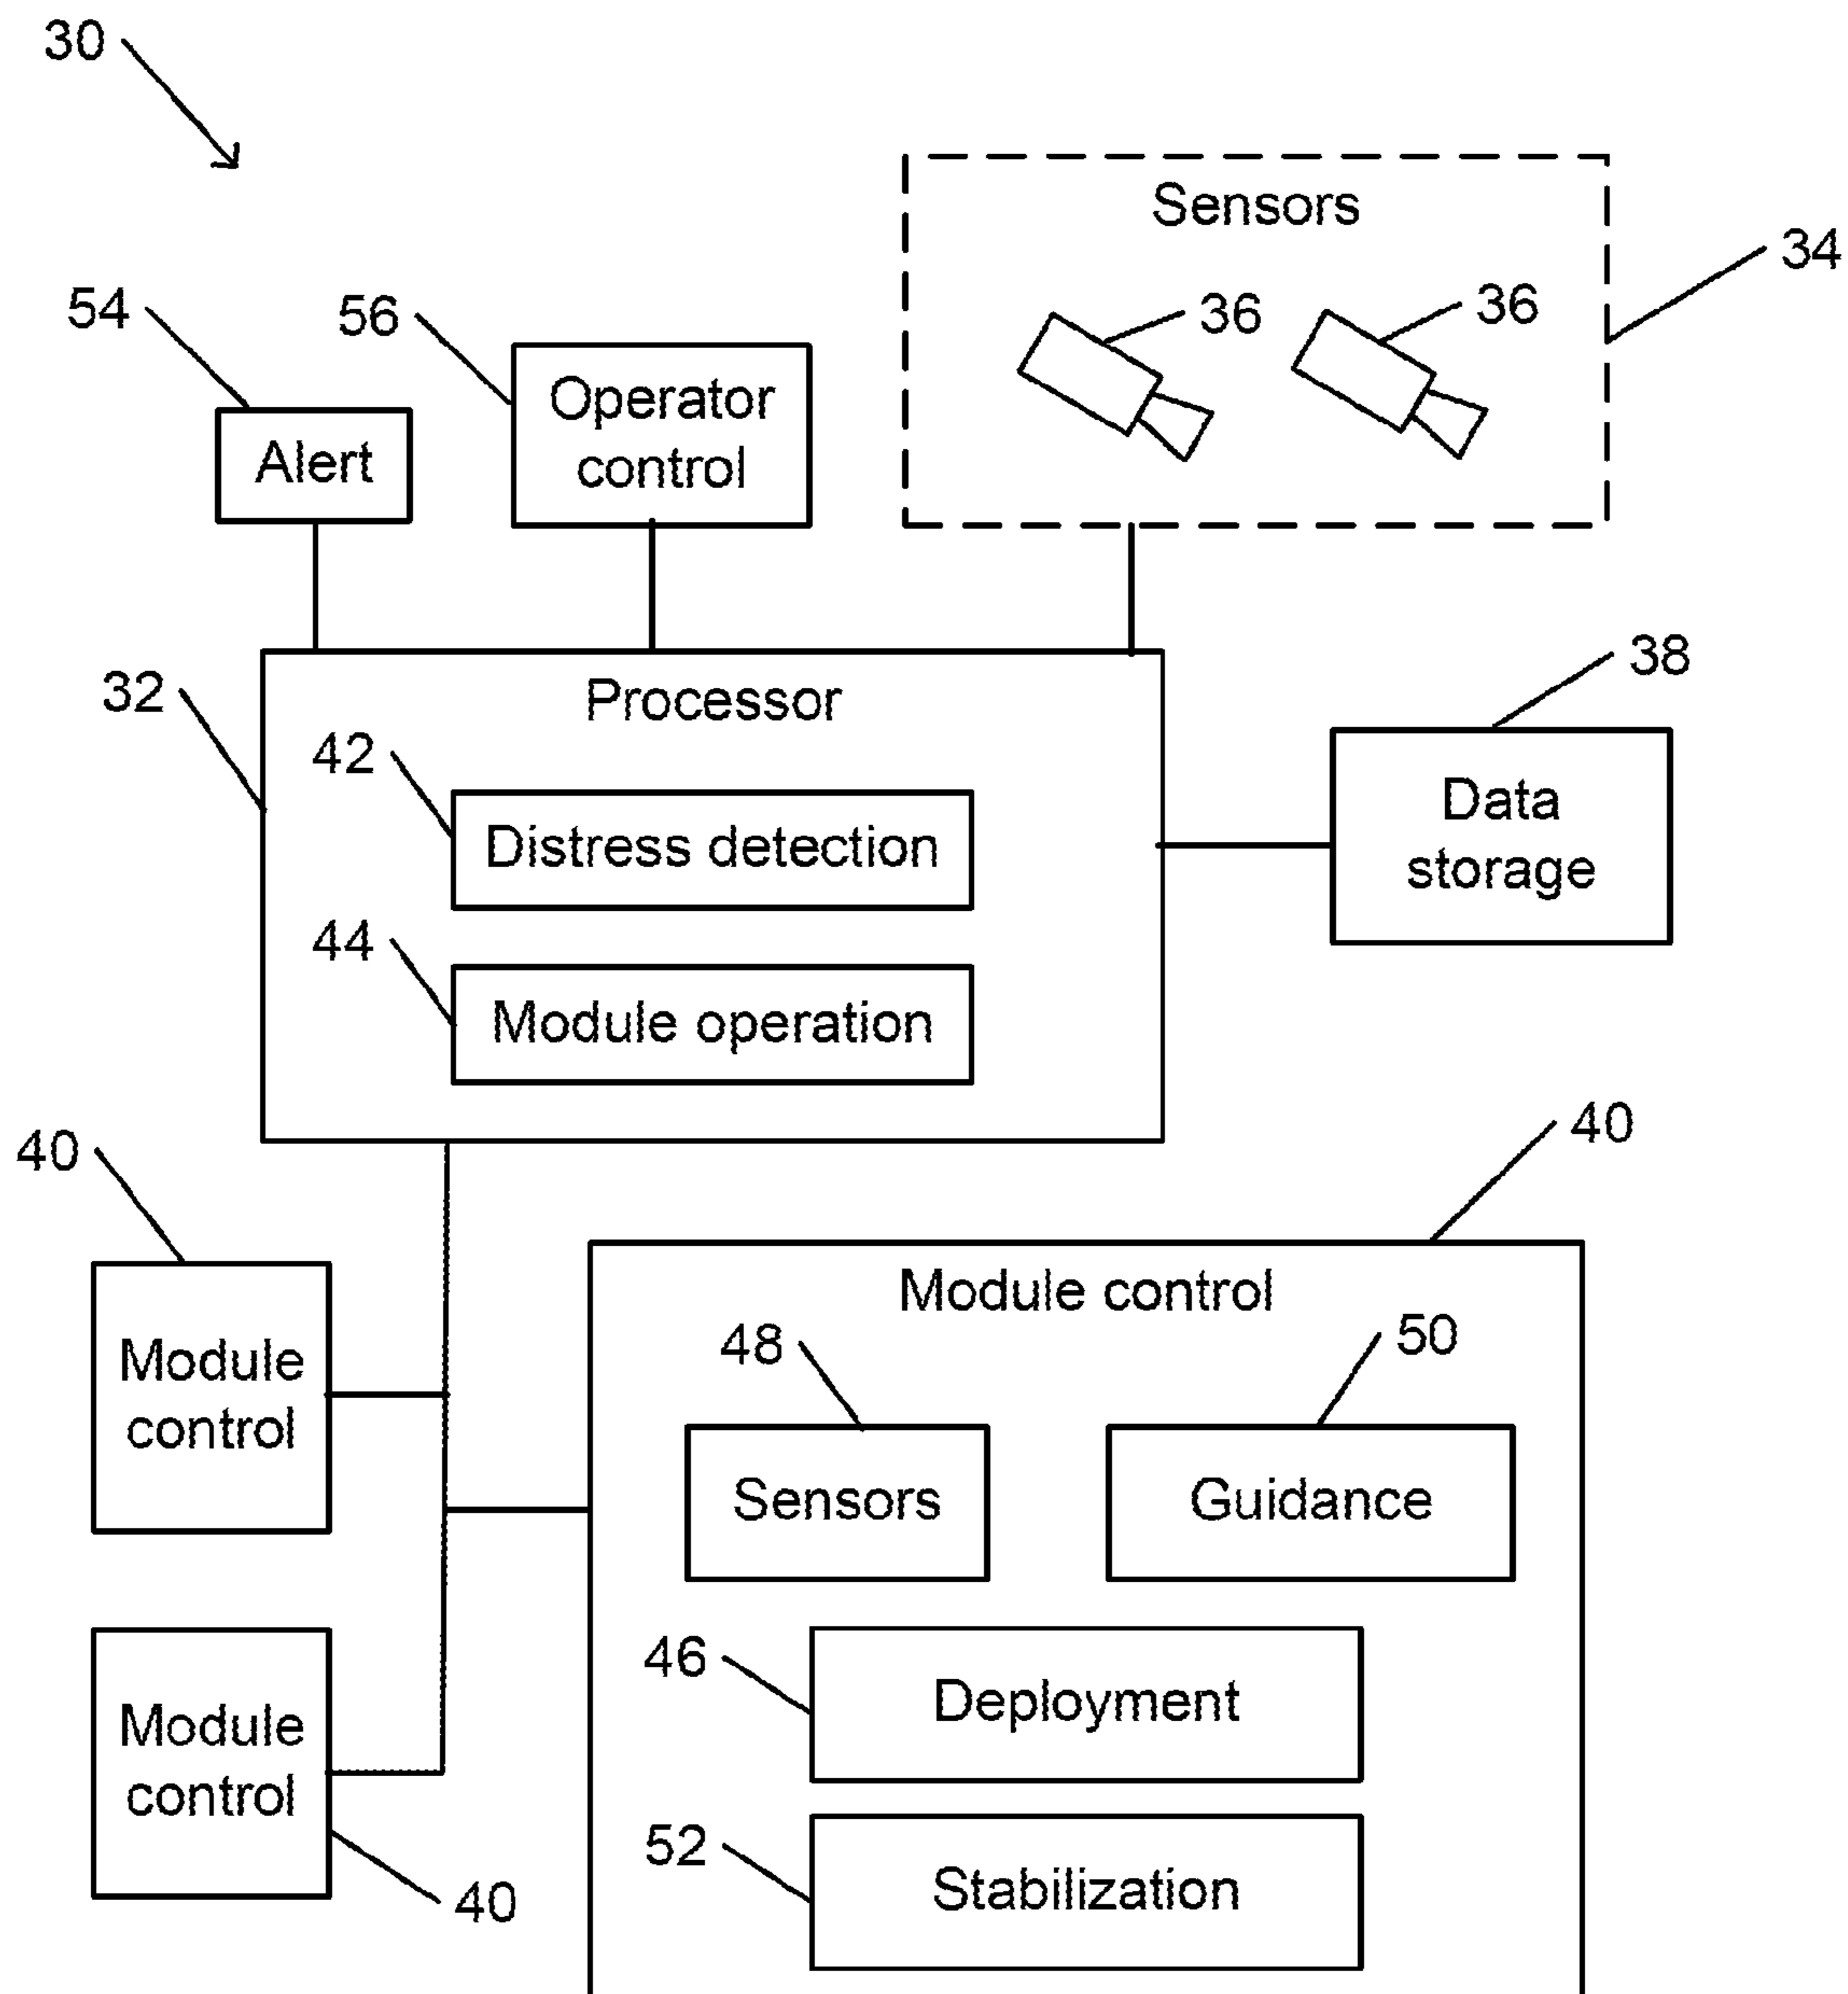 30
Sensors
34
36
36
54
56
Operator
control
Alert
38
32
Processor
42
Distress detection
Data
storage
44
Module operation
40
40
Module control
Module
control
48
50
Sensors
Guidance
46
Deployment
Module
control
52
Stabilization
40